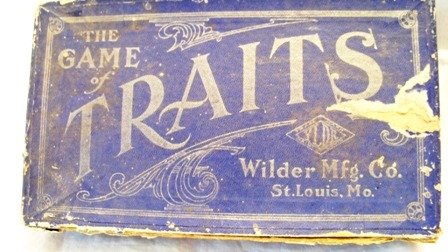 THE
GAME
of
TRAITS
Wilder Mfg. Co.
St. Louis, Mo.